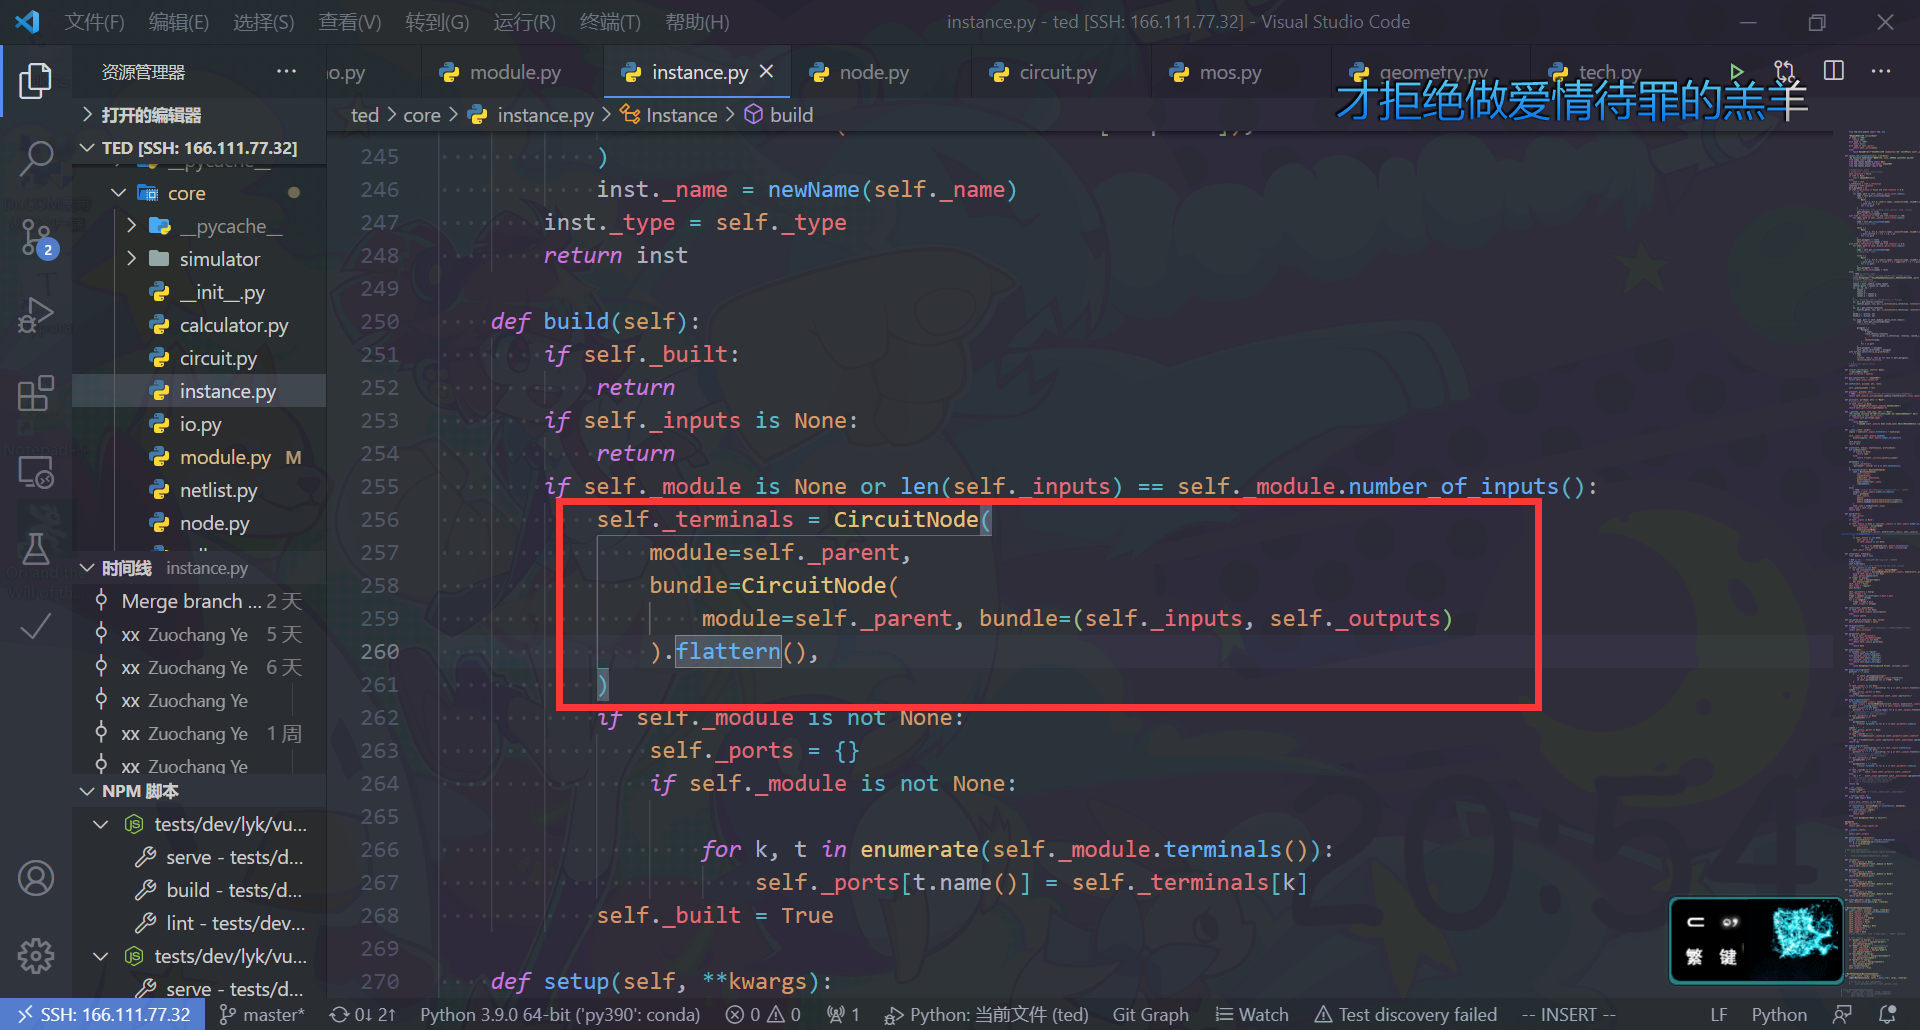 文件(F) 编辑(E) 选择(S) 查看(V) 转到(G) 运行(R) 终端(T) 帮助(H) instance.py - ted [SSH: 166.111.77.32] - Visual Studio Code
资源管理器 ···
io.py module.py instance.py node.py circuit.py mos.py geometry.py tech.py
才拒绝做爱情待罪的羔羊
ted > core > instance.py > Instance > build
打开的编辑器
TED [SSH: 166.111.77.32]
__pycache__
core
__pycache__
simulator
__init__.py
calculator.py
circuit.py
instance.py
io.py
module.py M
netlist.py
node.py
时间线 instance.py
Merge branch ... 2 天
xx Zuochang Ye 5 天
xx Zuochang Ye 6 天
xx Zuochang Ye
xx Zuochang Ye 1 周
xx Zuochang Ye
NPM 脚本
tests/dev/lyk/vu...
serve - tests/d...
build - tests/d...
lint - tests/dev...
tests/dev/lyk/vu...
serve - tests/d...
2
245 )
246 inst._name = newName(self._name)
247 inst._type = self._type
248 return inst
249
250 def build(self):
251 if self._built:
252 return
253 if self._inputs is None:
254 return
255 if self._module is None or len(self._inputs) == self._module.number_of_inputs():
256 self._terminals = CircuitNode(
257 module=self._parent,
258 bundle=CircuitNode(
259 module=self._parent, bundle=(self._inputs, self._outputs)
260 ).flattern(),
261 )
262 if self._module is not None:
263 self._ports = {}
264 if self._module is not None:
265
266 for k, t in enumerate(self._module.terminals()):
267 self._ports[t.name()] = self._terminals[k]
268 self._built = True
269
270 def setup(self, **kwargs):
繁 键
SSH: 166.111.77.32 master* 0↓ 2↑ Python 3.9.0 64-bit ('py390': conda) 0 0 1 Python: 当前文件 (ted) Git Graph Watch Test discovery failed -- INSERT -- LF Python